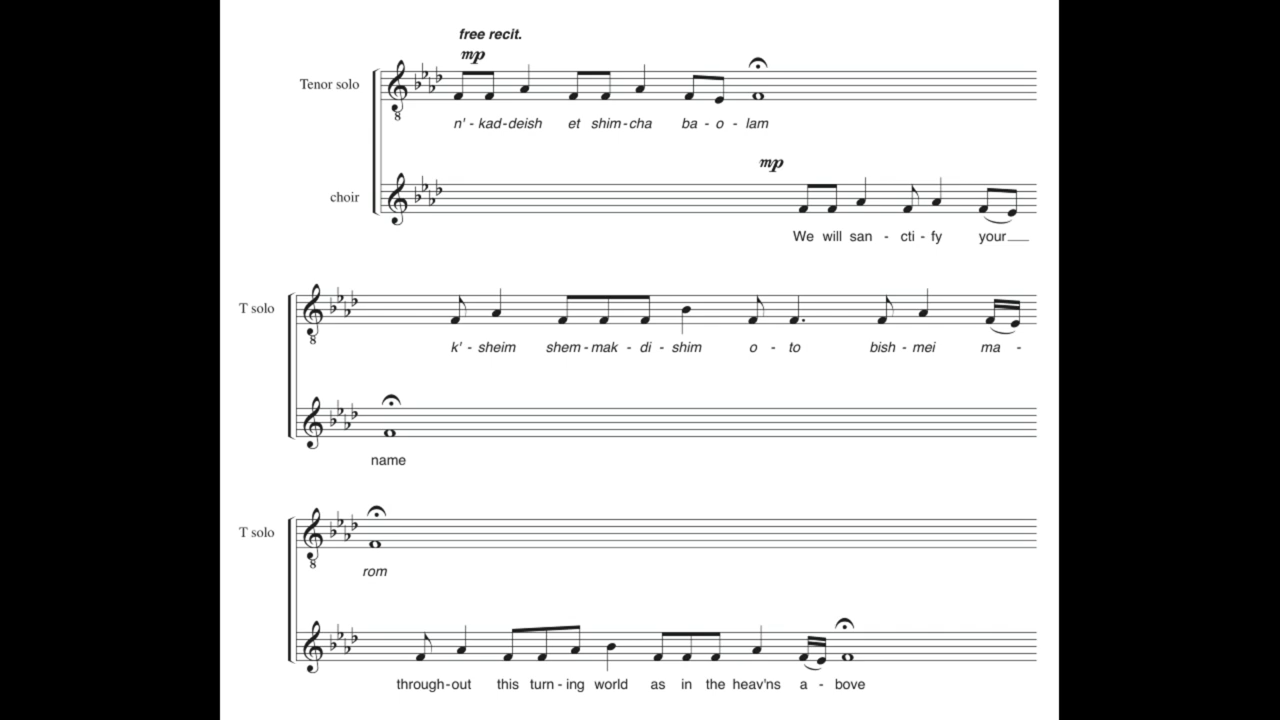 free recit.
mp
Tenor solo
n' - kad - deish et shim - cha ba - o - lam
mp
choir
We will san - cti - fy your
T solo
k' - sheim shem - mak - di - shim o - to bish - mei ma -
name
T solo
rom
through - out this turn - ing world as in the heav'ns a - bove